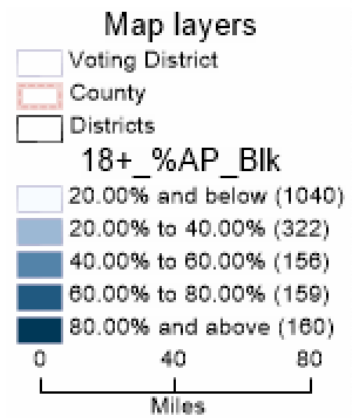 Map layers
Voting District
County
Districts
18+_%AP_Blk
20.00% and below (1040)
20.00% to 40.00% (322)
40.00% to 60.00% (156)
60.00% to 80.00% (159)
80.00% and above (160)
0 40 80
Miles